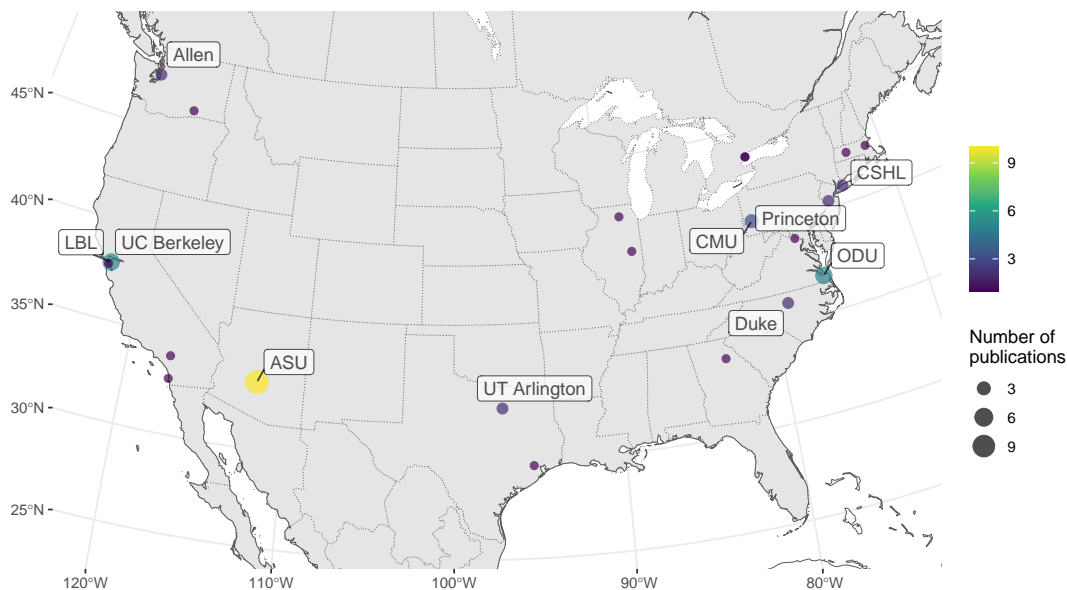 Allen
45°N
CSHL
40°N
Princeton
LBL
UC Berkeley
CMU
ODU
35°N
Duke
ASU
UT Arlington
30°N
25°N
120°W
110°W
100°W
90°W
80°W
9
6
3
Number of
publications
3
6
9